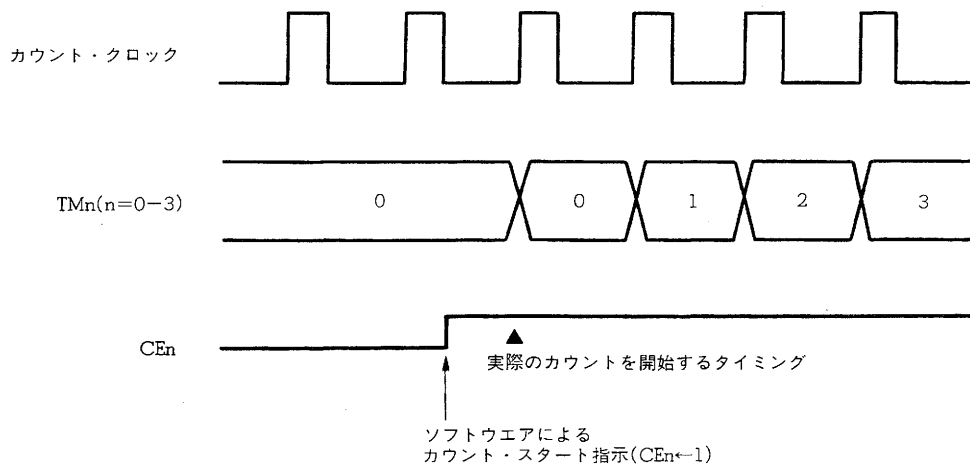 カウント・クロック
TMn(n=0-3)
0
0
1
2
3
CEn
実際のカウントを開始するタイミング
ソフトウエアによる
カウント・スタート指示(CEn←1)